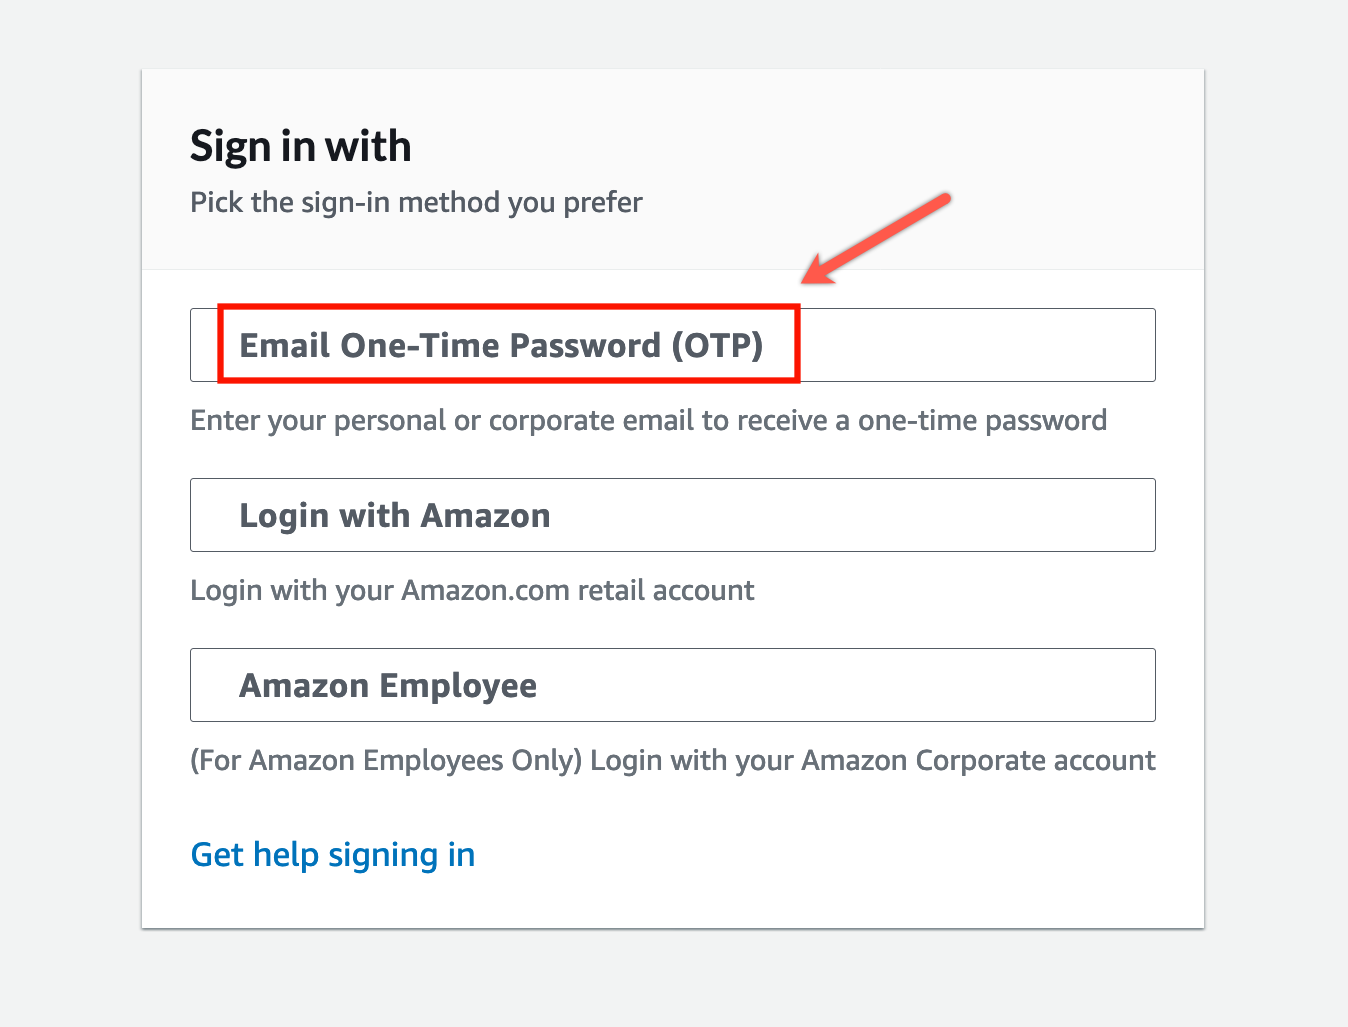 Sign in with
Pick the sign-in method you prefer
Email One-Time Password (OTP)
Enter your personal or corporate email to receive a one-time password
Login with Amazon
Login with your Amazon.com retail account
Amazon Employee
(For Amazon Employees Only) Login with your Amazon Corporate account
Get help signing in